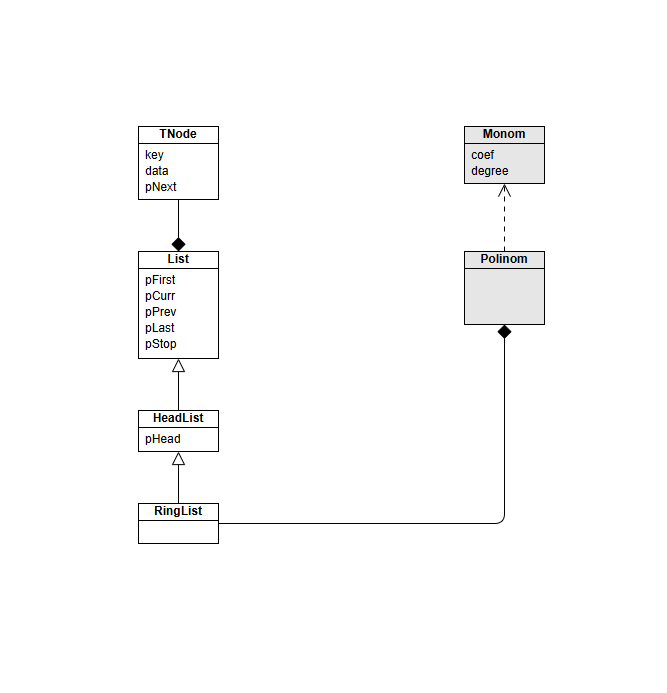 TNode
key
data
pNext
List
pFirst
pCurr
pPrev
pLast
pStop
HeadList
pHead
RingList
Monom
coef
degree
Polinom